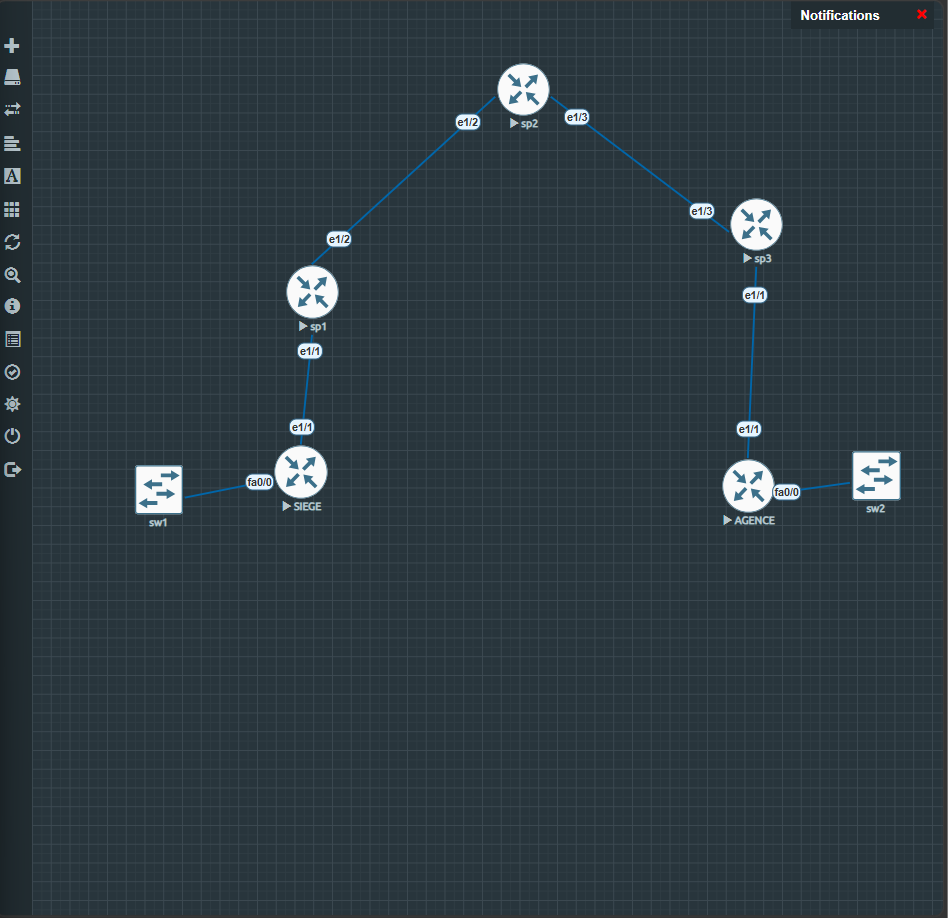 Notifications
sp2
e1/2
e1/3
e1/3
e1/2
sp3
e1/1
sp1
e1/1
e1/1
e1/1
fa0/0
SIEGE
fa0/0
AGENCE
sw1
sw2
A